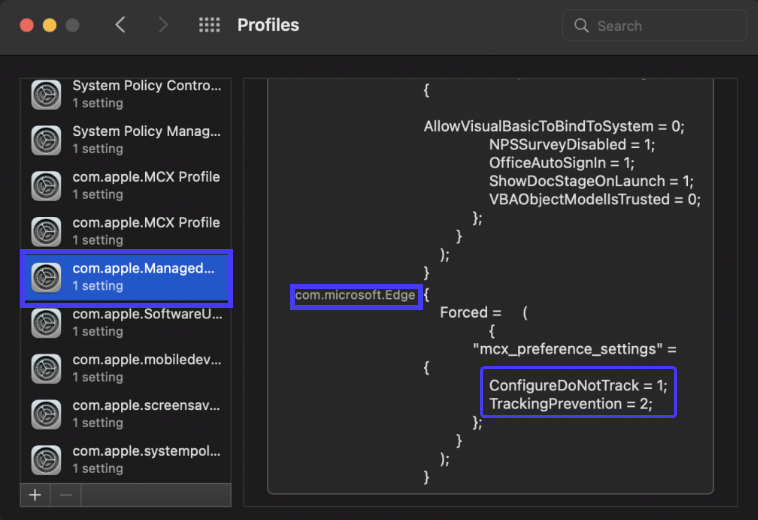 Profiles
Search
System Policy Contro...
1 setting
System Policy Manag...
1 setting
com.apple.MCX Profile
1 setting
com.apple.MCX Profile
1 setting
com.apple.Managed...
1 setting
com.apple.SoftwareU...
1 setting
com.apple.mobiledev...
1 setting
com.apple.screensav...
1 setting
com.apple.systempol...
1 setting
+ −
{
AllowVisualBasicToBindToSystem = 0;
NPSSurveyDisabled = 1;
OfficeAutoSignIn = 1;
ShowDocStageOnLaunch = 1;
VBAObjectModelIsTrusted = 0;
};
}
);
}
com.microsoft.Edge {
Forced = (
{
"mcx_preference_settings" =
{
ConfigureDoNotTrack = 1;
TrackingPrevention = 2;
};
}
);
}